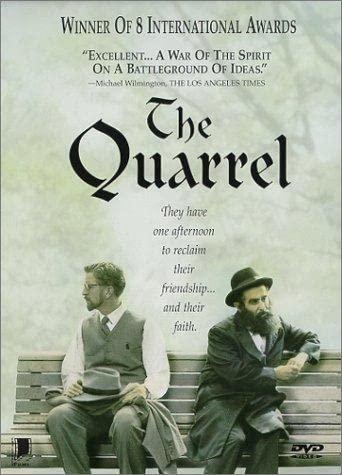 WINNER OF 8 INTERNATIONAL AWARDS
"EXCELLENT... A WAR OF THE SPIRIT
ON A BATTLEGROUND OF IDEAS."
—Michael Wilmington, THE LOS ANGELES TIMES
The
Quarrel
They have
one afternoon
to reclaim
their
friendship...
and their
faith.
DVD
VIDEO